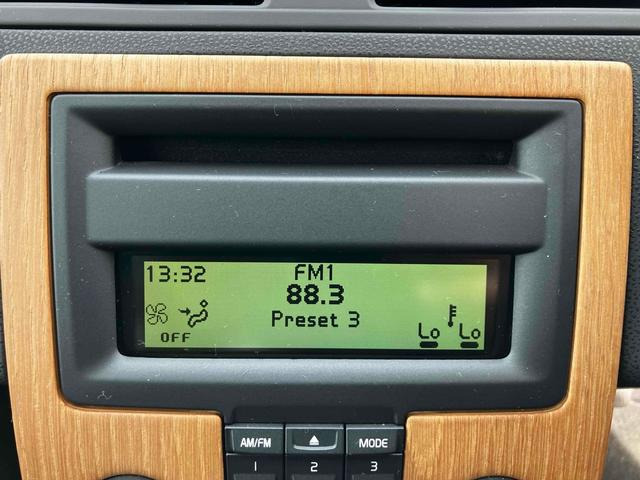 13:32 FM1
88.3
Preset 3
OFF Lo Lo
AM/FM MODE
1 2 3